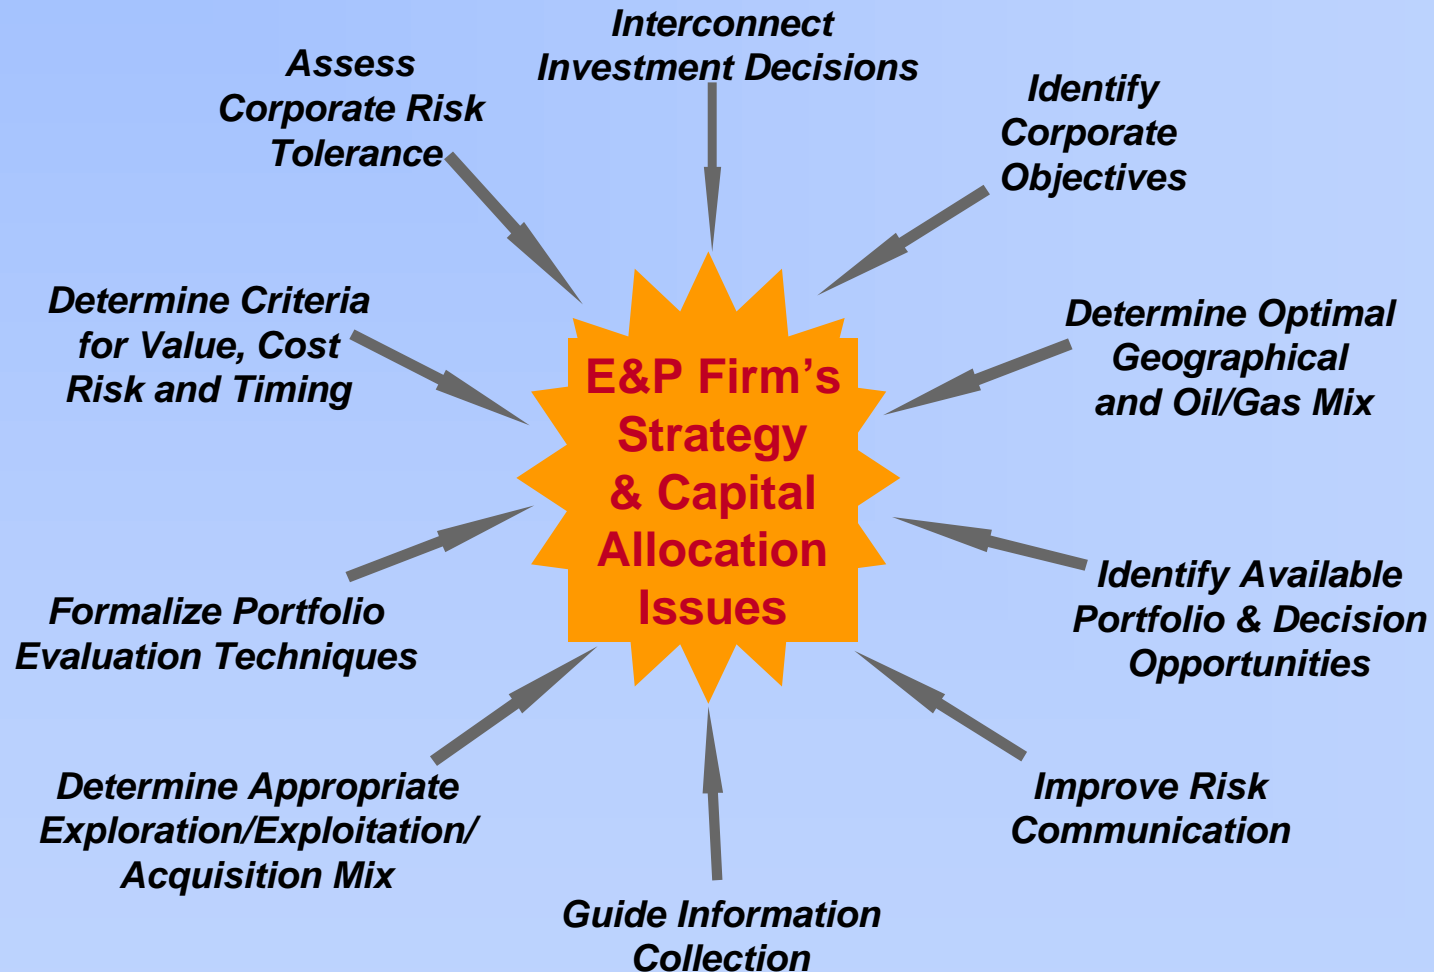 Interconnect
Investment Decisions
Assess
Corporate Risk
Tolerance
Identify
Corporate
Objectives
Determine Criteria
for Value, Cost
Risk and Timing
Determine Optimal
Geographical
and Oil/Gas Mix
E&P Firm’s
Strategy
& Capital
Allocation
Issues
Formalize Portfolio
Evaluation Techniques
Identify Available
Portfolio & Decision
Opportunities
Determine Appropriate
Exploration/Exploitation/
Acquisition Mix
Improve Risk
Communication
Guide Information
Collection